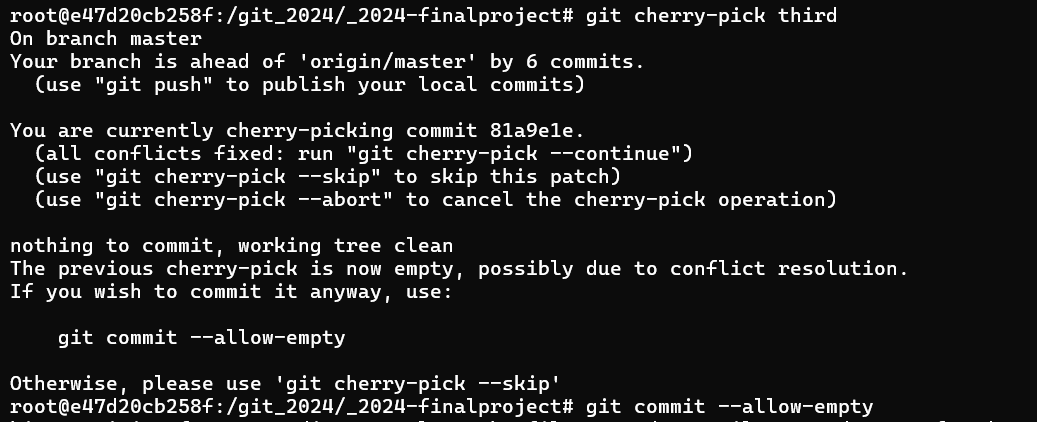 root@e47d20cb258f:/git_2024/_2024-finalproject# git cherry-pick third
On branch master
Your branch is ahead of 'origin/master' by 6 commits.
  (use "git push" to publish your local commits)

You are currently cherry-picking commit 81a9e1e.
  (all conflicts fixed: run "git cherry-pick --continue")
  (use "git cherry-pick --skip" to skip this patch)
  (use "git cherry-pick --abort" to cancel the cherry-pick operation)

nothing to commit, working tree clean
The previous cherry-pick is now empty, possibly due to conflict resolution.
If you wish to commit it anyway, use:

    git commit --allow-empty

Otherwise, please use 'git cherry-pick --skip'
root@e47d20cb258f:/git_2024/_2024-finalproject# git commit --allow-empty